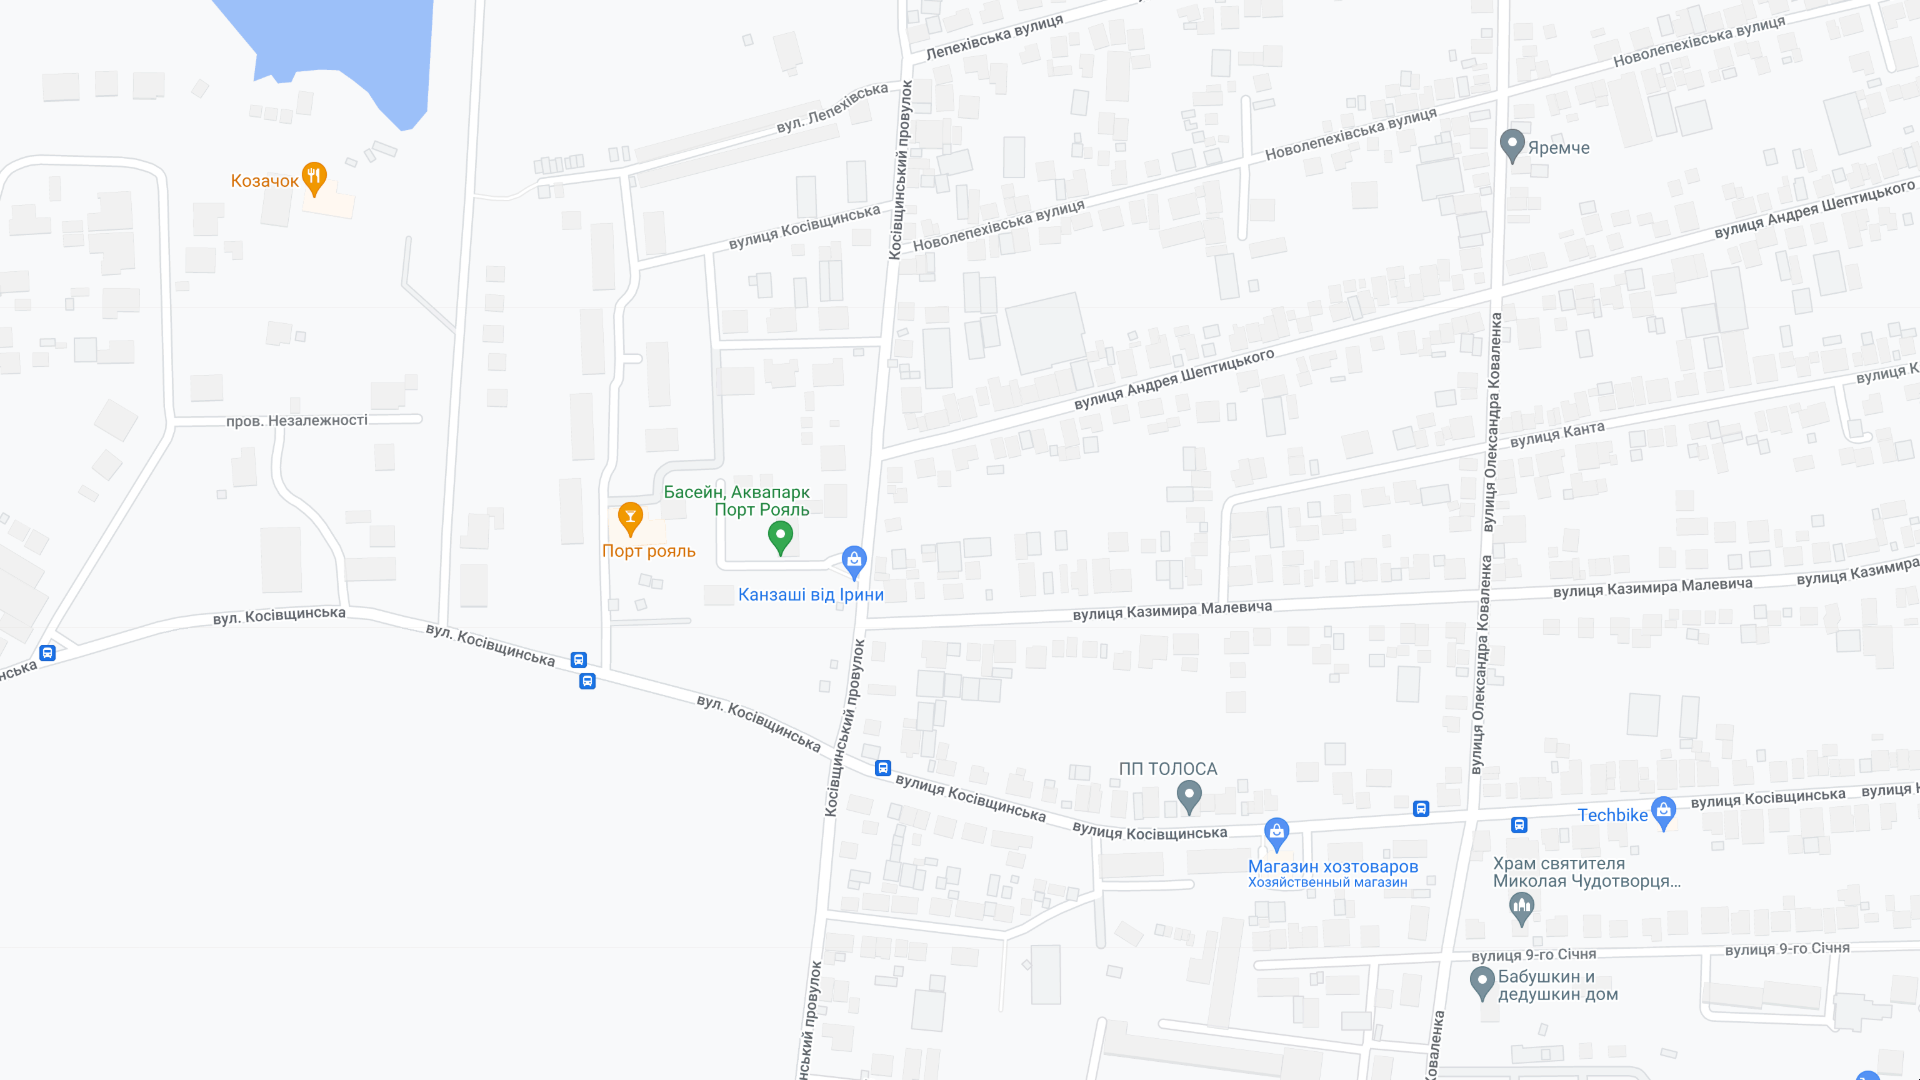 Лепехівська вулиця
Новолепехівська вулиця
вул. Лепехівська
Косівщинський провулок
Новолепехівська вулиця
Яремче
Козачок
вулиця Андрея Шептицького
вулиця Косівщинська
Новолепехівська вулиця
вулиця Андрея Шептицького
вулиця Олександра Коваленка
вулиця К
пров. Незалежності
вулиця Канта
Басейн, Аквапарк
Порт Рояль
Порт рояль
Канзаші від Ірини
вулиця Казимира Малевича
вулиця Казимира Малевича
вулиця Казимира
вул. Косівщинська
вул. Косівщинська
нська
вулиця Олександра Коваленка
Косівщинський провулок
вул. Косівщинська
ПП ТОЛОСА
вулиця Косівщинська
вулиця Косівщинська
Techbike
вулиця Косівщинська
вулиця К
Магазин хозтоваров
Хозяйственный магазин
Храм святителя
Миколая Чудотворця...
вулиця 9-го Січня
вулиця 9-го Січня
Бабушкин и
дедушкин дом
нський провулок
Коваленка